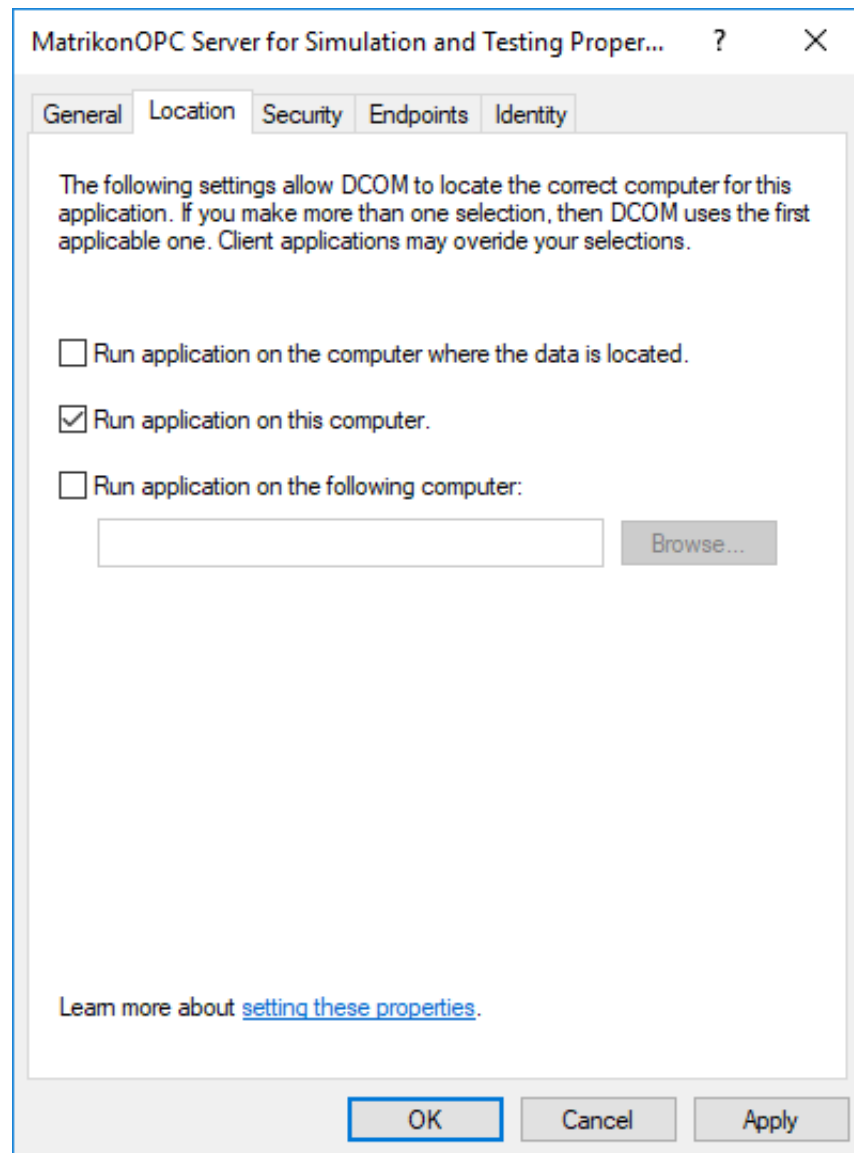 MatrikonOPC Server for Simulation and Testing Proper...
?
General Location Security Endpoints Identity
The following settings allow DCOM to locate the correct computer for this
application. If you make more than one selection, then DCOM uses the first
applicable one. Client applications may overide your selections.
Run application on the computer where the data is located.
Run application on this computer.
Run application on the following computer:
Browse...
Learn more about setting these properties.
OK Cancel Apply